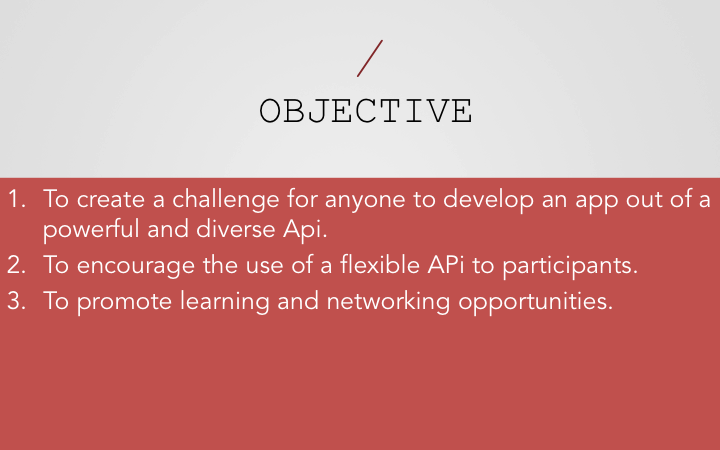 OBJECTIVE
1. To create a challenge for anyone to develop an app out of a
powerful and diverse Api.
2. To encourage the use of a flexible APi to participants.
3. To promote learning and networking opportunities.